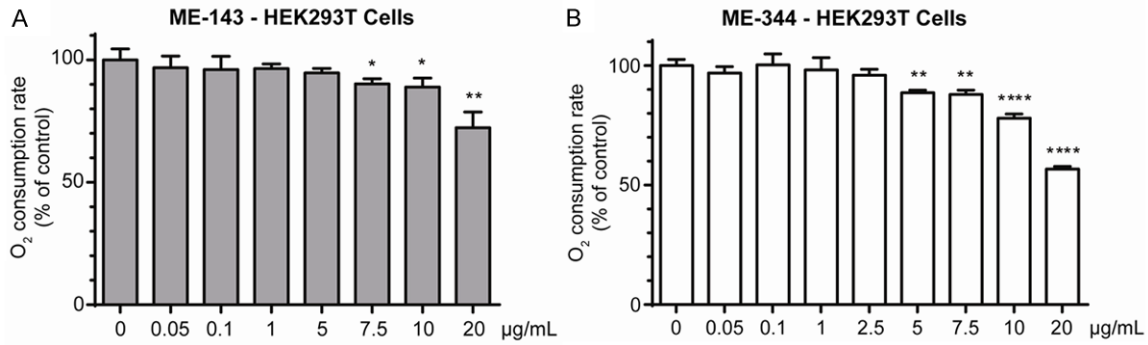 A
ME-143 - HEK293T Cells
O2 consumption rate
(% of control)
100
50
0
*
*
**
0 0.05 0.1 1 5 7.5 10 20 µg/mL
B
ME-344 - HEK293T Cells
O2 consumption rate
(% of control)
100
50
0
**
**
****
****
0 0.05 0.1 1 2.5 5 7.5 10 20 µg/mL